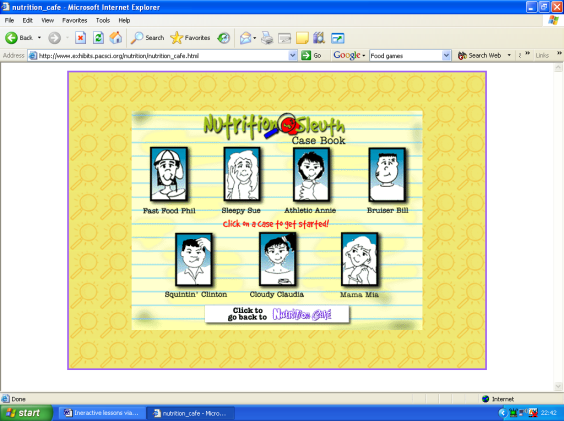 nutrition_cafe - Microsoft Internet Explorer
File Edit View Favorites Tools Help
Back Search Favorites
Address http://www.exhibits.pacsci.org/nutrition/nutrition_cafe.html Go Google Food games Search Web Links
Nutrition Sleuth
Case Book
Fast Food Phil Sleepy Sue Athletic Annie Bruiser Bill
Click on a case to get started!
Squintin' Clinton Cloudy Claudia Mama Mia
Click to
go back to Nutrition Café
Done Internet
start Ineractive lessons via... nutrition_cafe - Micro... 22:42